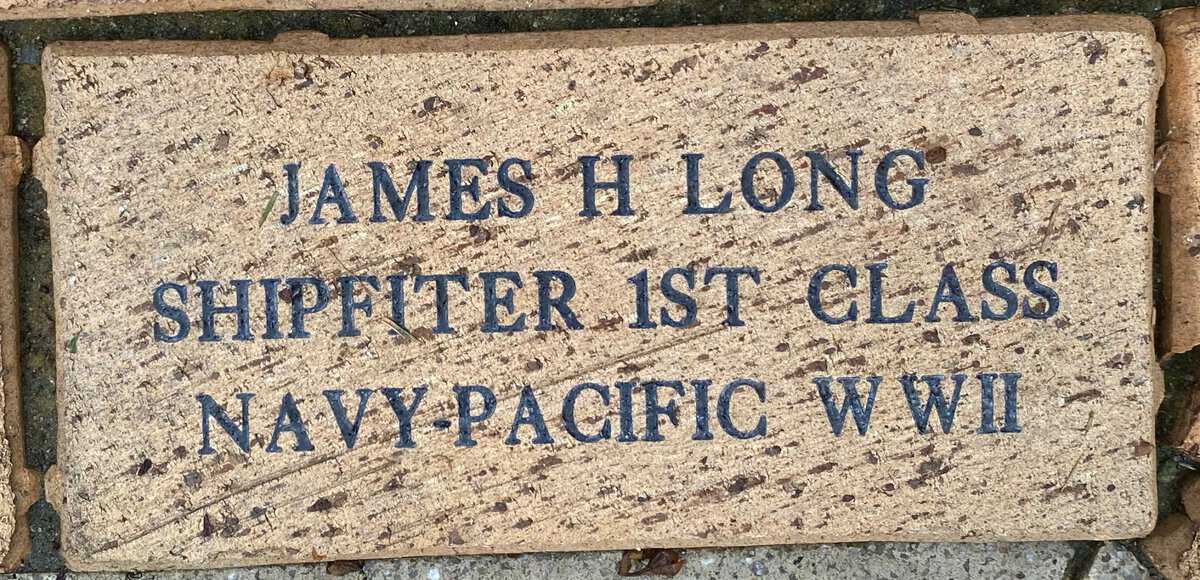 JAMES H LONG
SHIPFITER 1ST CLASS
NAVY-PACIFIC WWII